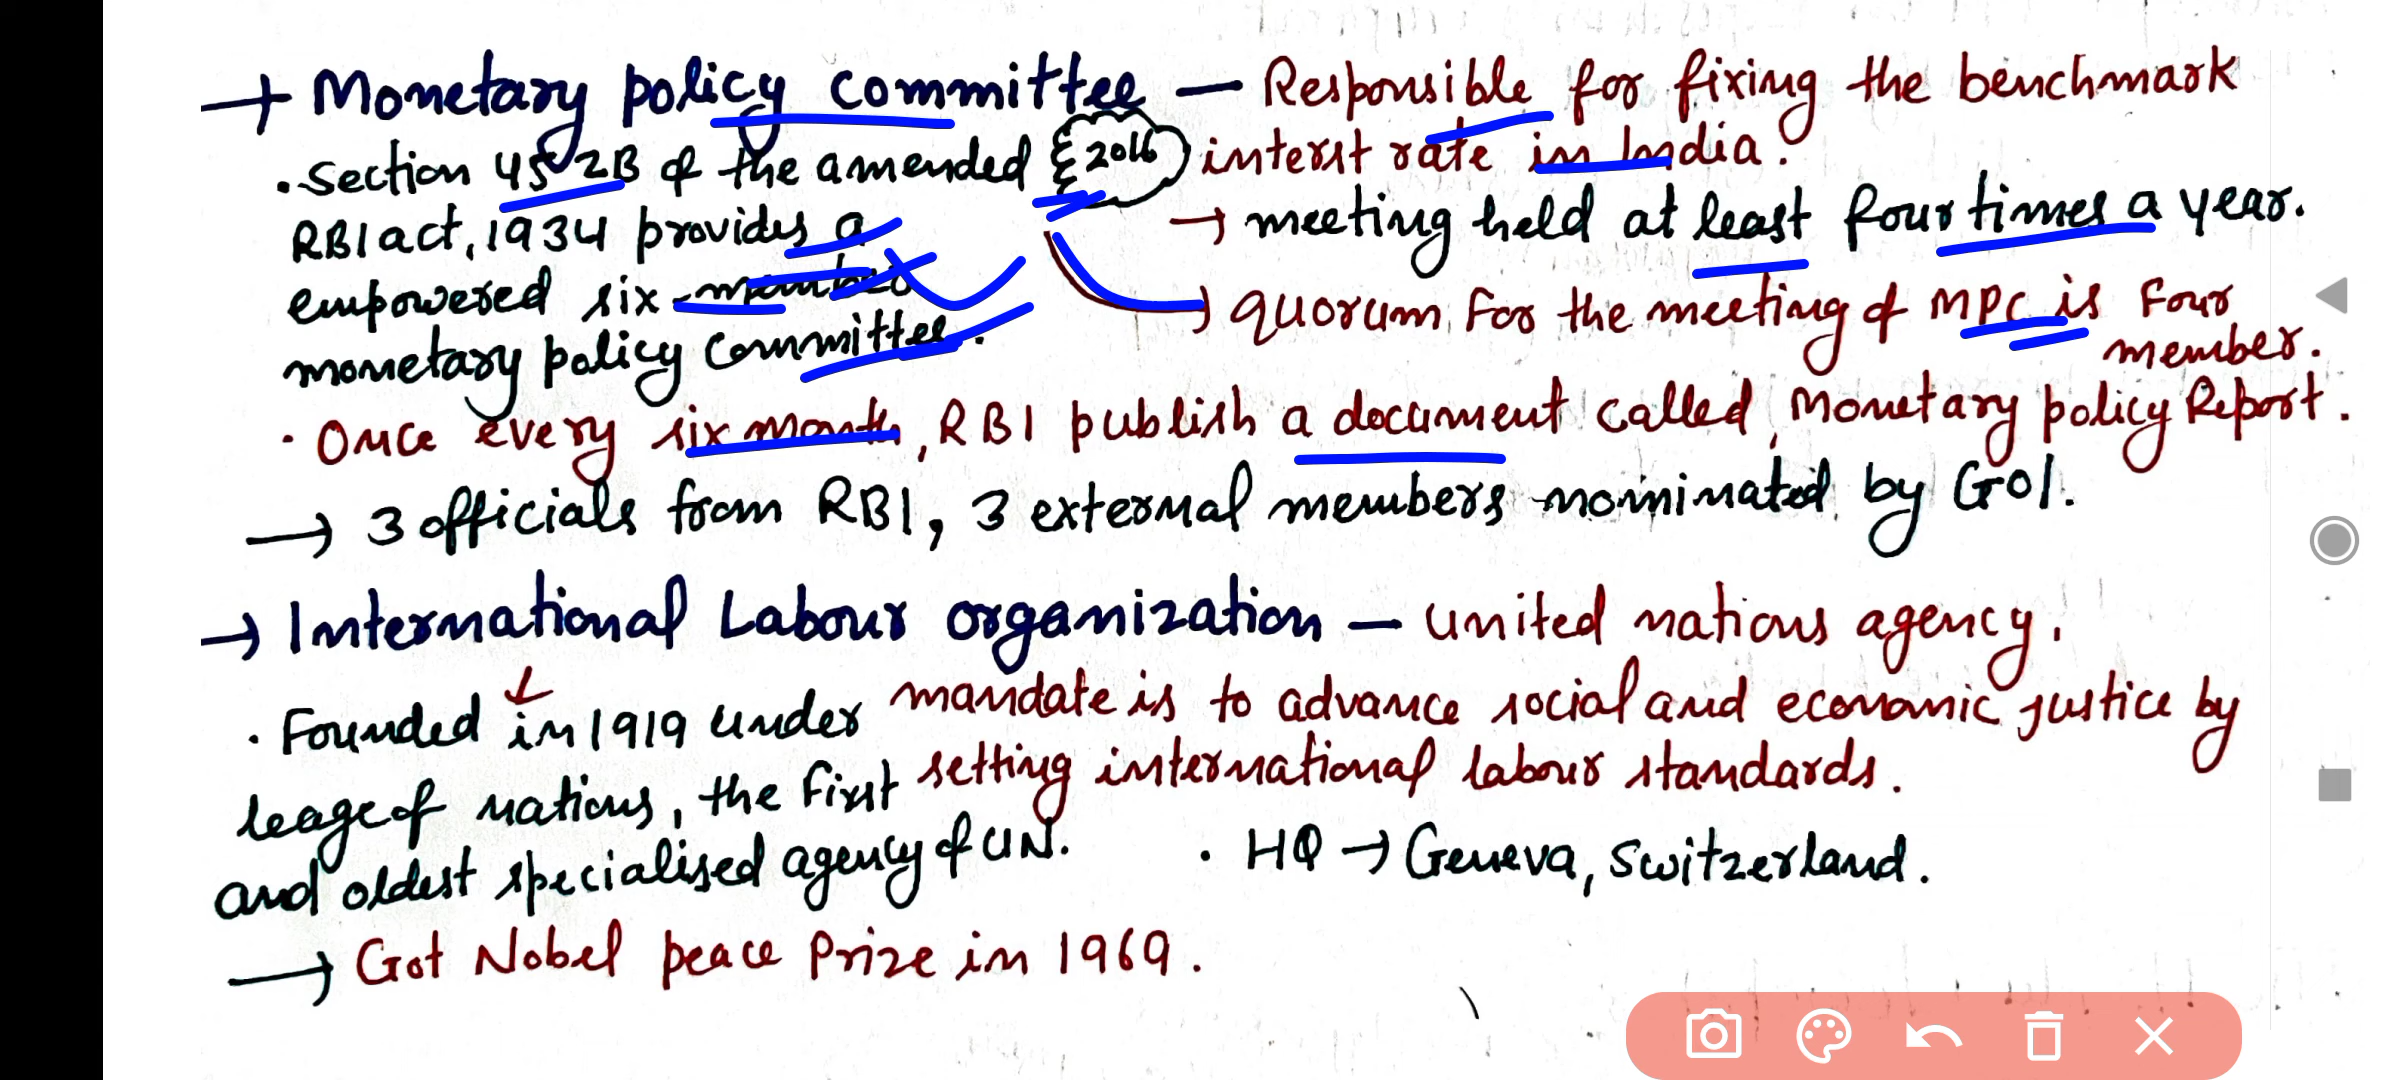 → Monetary policy committee — Responsible for fixing the benchmark
interest rate in India.
• Section 45 ZB of the amended {2016
RBI act, 1934 provides a
empowered six-member
monetary policy committee.
→ meeting held at least four times a year.
→ quorum for the meeting of MPC is four
member.
• Once every six month, RBI publish a document called, Monetary policy Report.
→ 3 officials from RBI, 3 external members nominated by GOI.
→ International Labour organization — united nations agency.
• Founded in 1919 under
leage of nations, the first
and oldest specialised agency of UN.
mandate is to advance social and economic justice by
setting international labour standards.
• HQ → Geneva, Switzerland.
→ Got Nobel peace Prize in 1969.